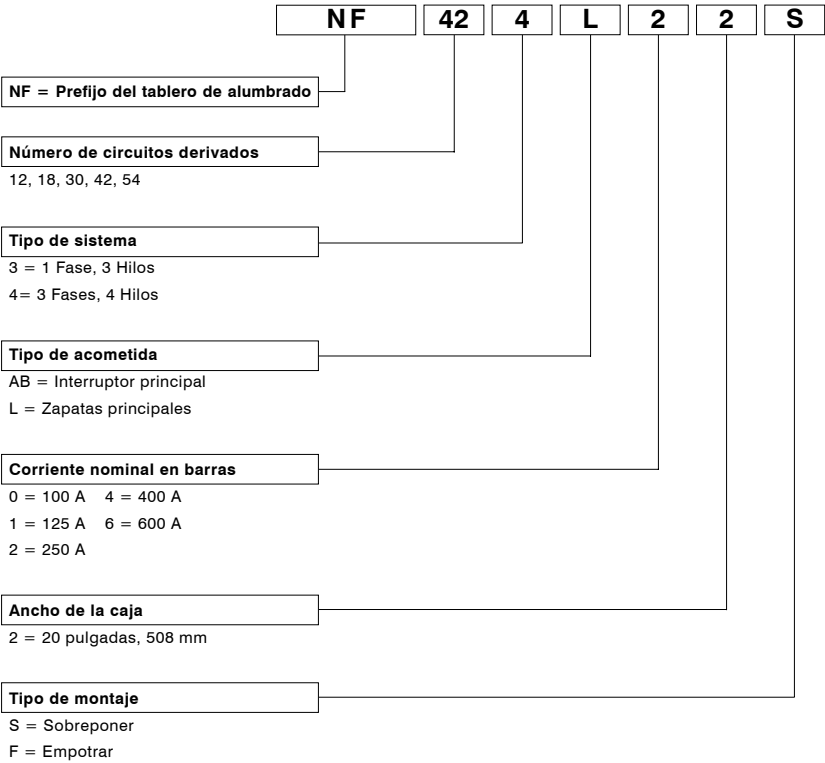 NF 42 4 L 2 2 S
NF = Prefijo del tablero de alumbrado
Número de circuitos derivados
12, 18, 30, 42, 54
Tipo de sistema
3 = 1 Fase, 3 Hilos
4= 3 Fases, 4 Hilos
Tipo de acometida
AB = Interruptor principal
L = Zapatas principales
Corriente nominal en barras
0 = 100 A 4 = 400 A
1 = 125 A 6 = 600 A
2 = 250 A
Ancho de la caja
2 = 20 pulgadas, 508 mm
Tipo de montaje
S = Sobreponer
F = Empotrar